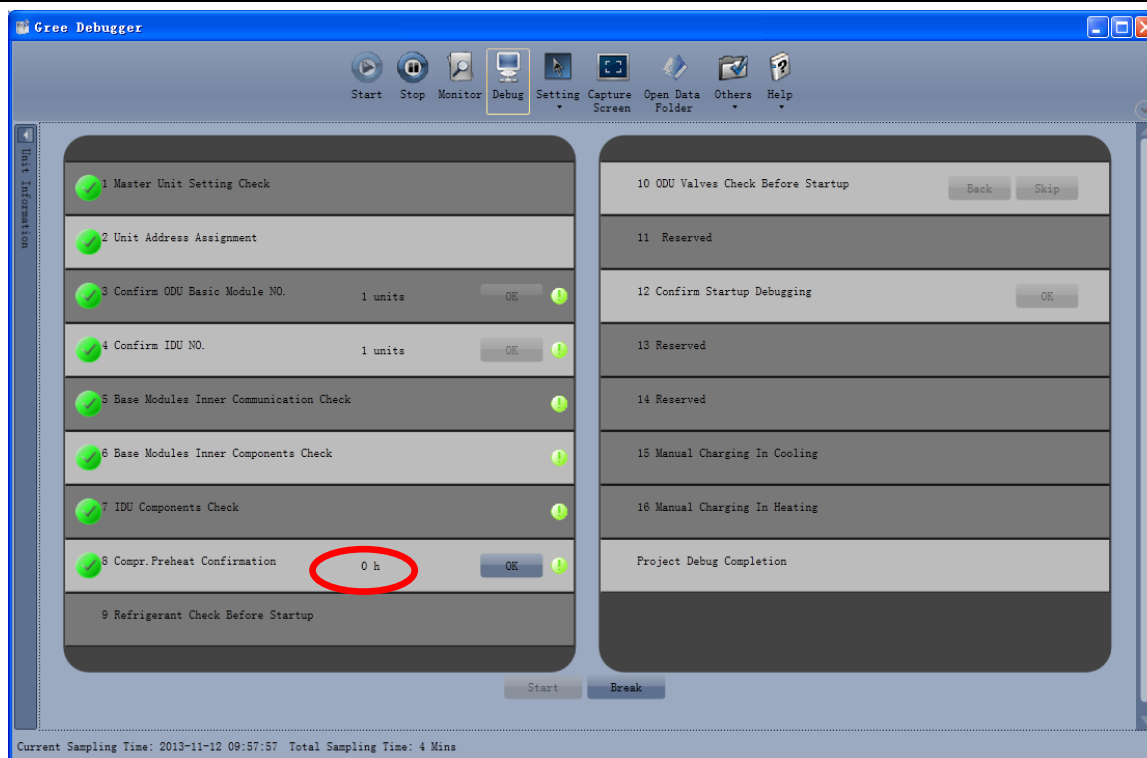 Gree Debugger
Start Stop Monitor Debug Setting Capture Screen Open Data Folder Others Help
Unit Information
1 Master Unit Setting Check
2 Unit Address Assignment
3 Confirm ODU Basic Module NO. 1 units OK
4 Confirm IDU NO. 1 units OK
5 Base Modules Inner Communication Check
6 Base Modules Inner Components Check
7 IDU Components Check
8 Compr.Preheat Confirmation 0 h OK
9 Refrigerant Check Before Startup
10 ODU Valves Check Before Startup Back Skip
11 Reserved
12 Confirm Startup Debugging OK
13 Reserved
14 Reserved
15 Manual Charging In Cooling
16 Manual Charging In Heating
Project Debug Completion
Start Break
Current Sampling Time: 2013-11-12 09:57:57 Total Sampling Time: 4 Mins